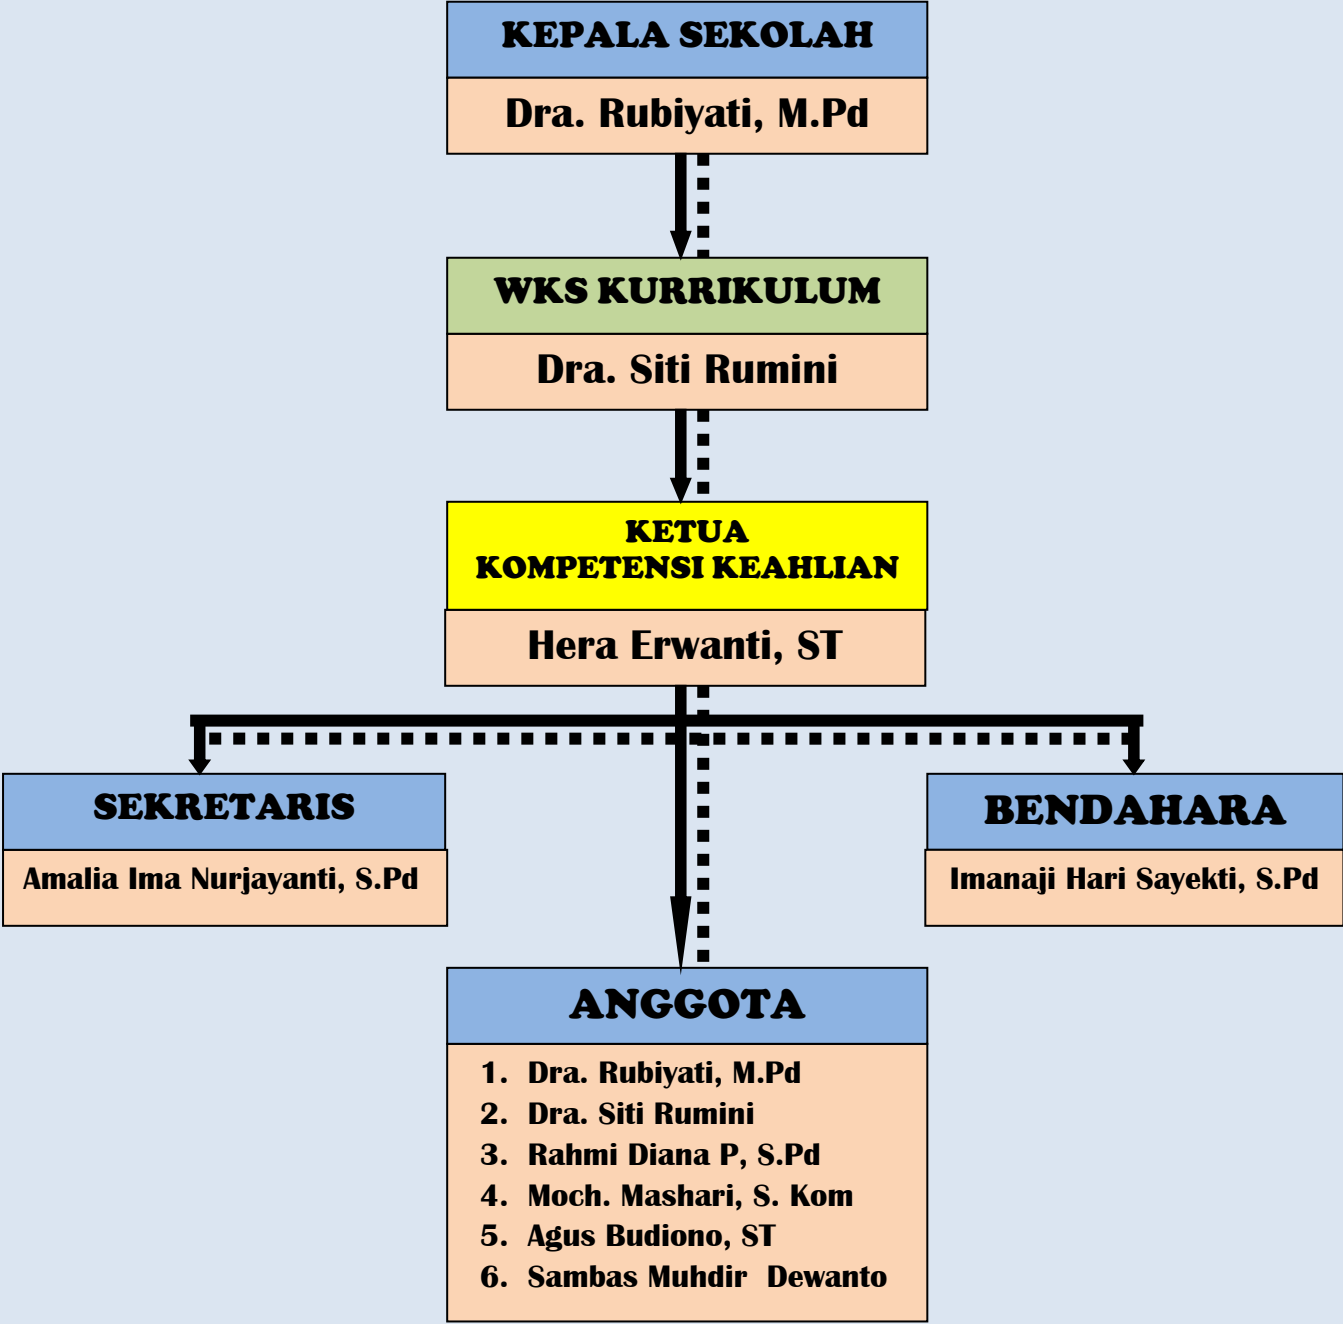 KEPALA SEKOLAH
Dra. Rubiyati, M.Pd
WKS KURRIKULUM
Dra. Siti Rumini
KETUA
KOMPETENSI KEAHLIAN
Hera Erwanti, ST
SEKRETARIS
Amalia Ima Nurjayanti, S.Pd
BENDAHARA
Imanaji Hari Sayekti, S.Pd
ANGGOTA
1. Dra. Rubiyati, M.Pd
2. Dra. Siti Rumini
3. Rahmi Diana P, S.Pd
4. Moch. Mashari, S. Kom
5. Agus Budiono, ST
6. Sambas Muhdir Dewanto